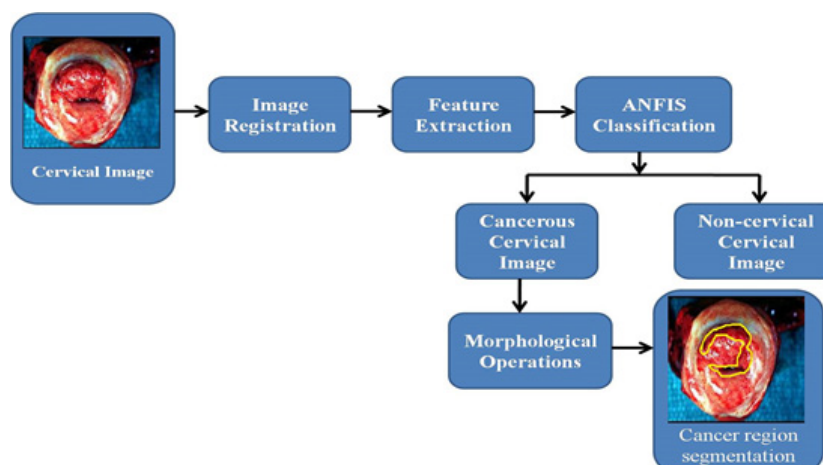 Cervical Image
Image
Registration
Feature
Extraction
ANFIS
Classification
Cancerous
Cervical
Image
Non-cervical
Cervical
Image
Morphological
Operations
Cancer region
segmentation